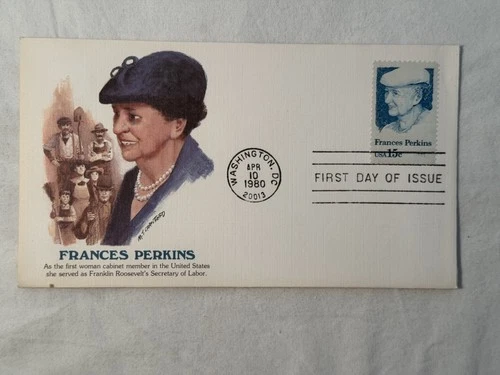 Frances Perkins
USA 15c
WASHINGTON, DC
APR
10
1980
20013
FIRST DAY OF ISSUE
FRANCES PERKINS
As the first woman cabinet member in the United States
she served as Franklin Roosevelt's Secretary of Labor.